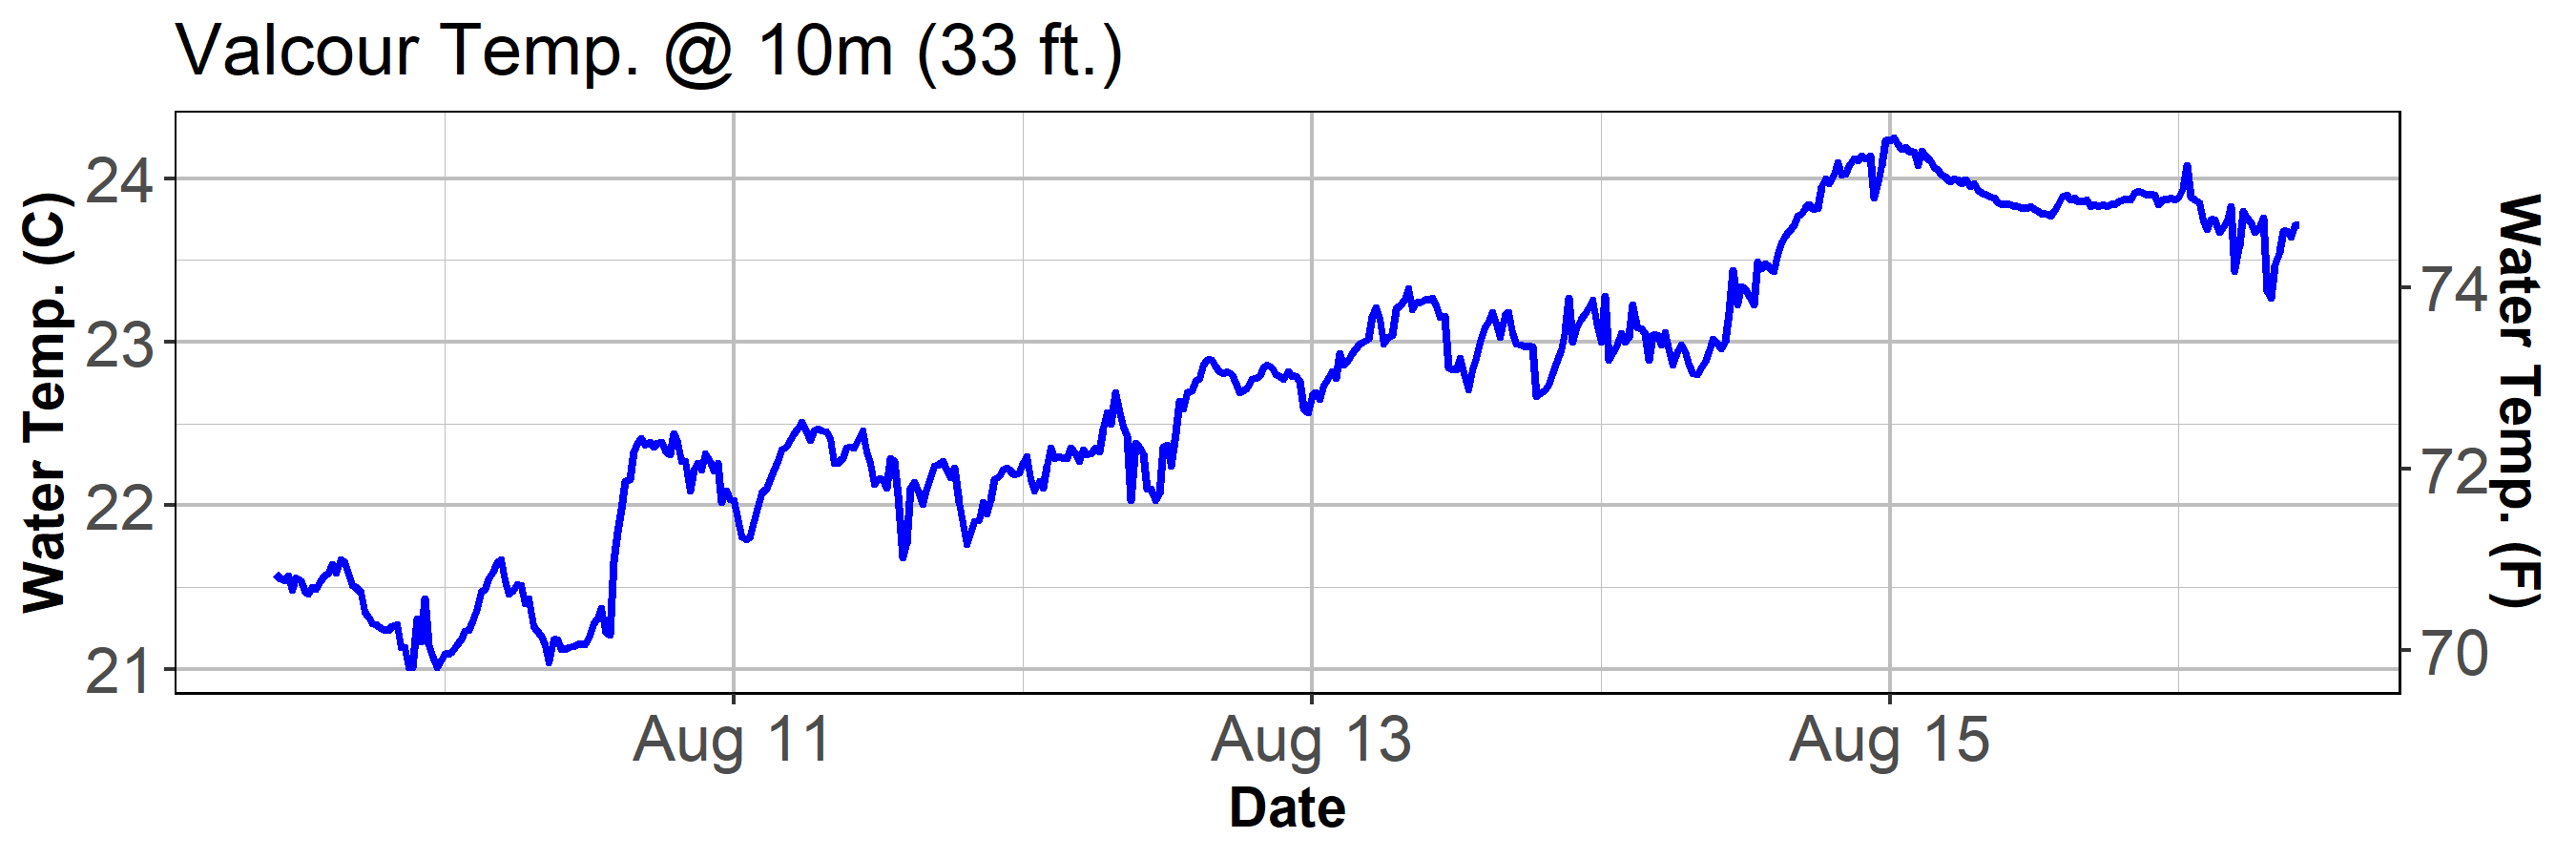 Valcour Temp. @ 10m (33 ft.)
Water Temp. (C)
24
23
22
21
74
72
70
Water Temp. (F)
Aug 11
Aug 13
Aug 15
Date